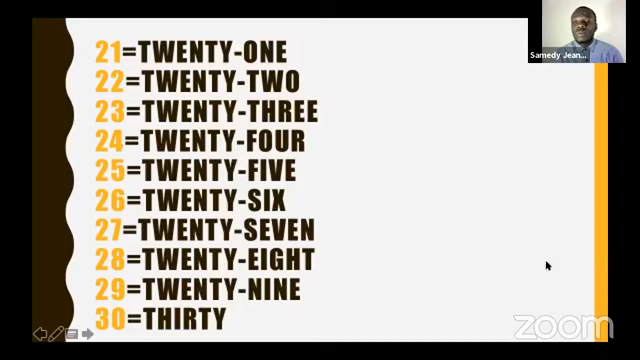 21=TWENTY-ONE
22=TWENTY-TWO
23=TWENTY-THREE
24=TWENTY-FOUR
25=TWENTY-FIVE
26=TWENTY-SIX
27=TWENTY-SEVEN
28=TWENTY-EIGHT
29=TWENTY-NINE
30=THIRTY
Samedy Jean...
zoom